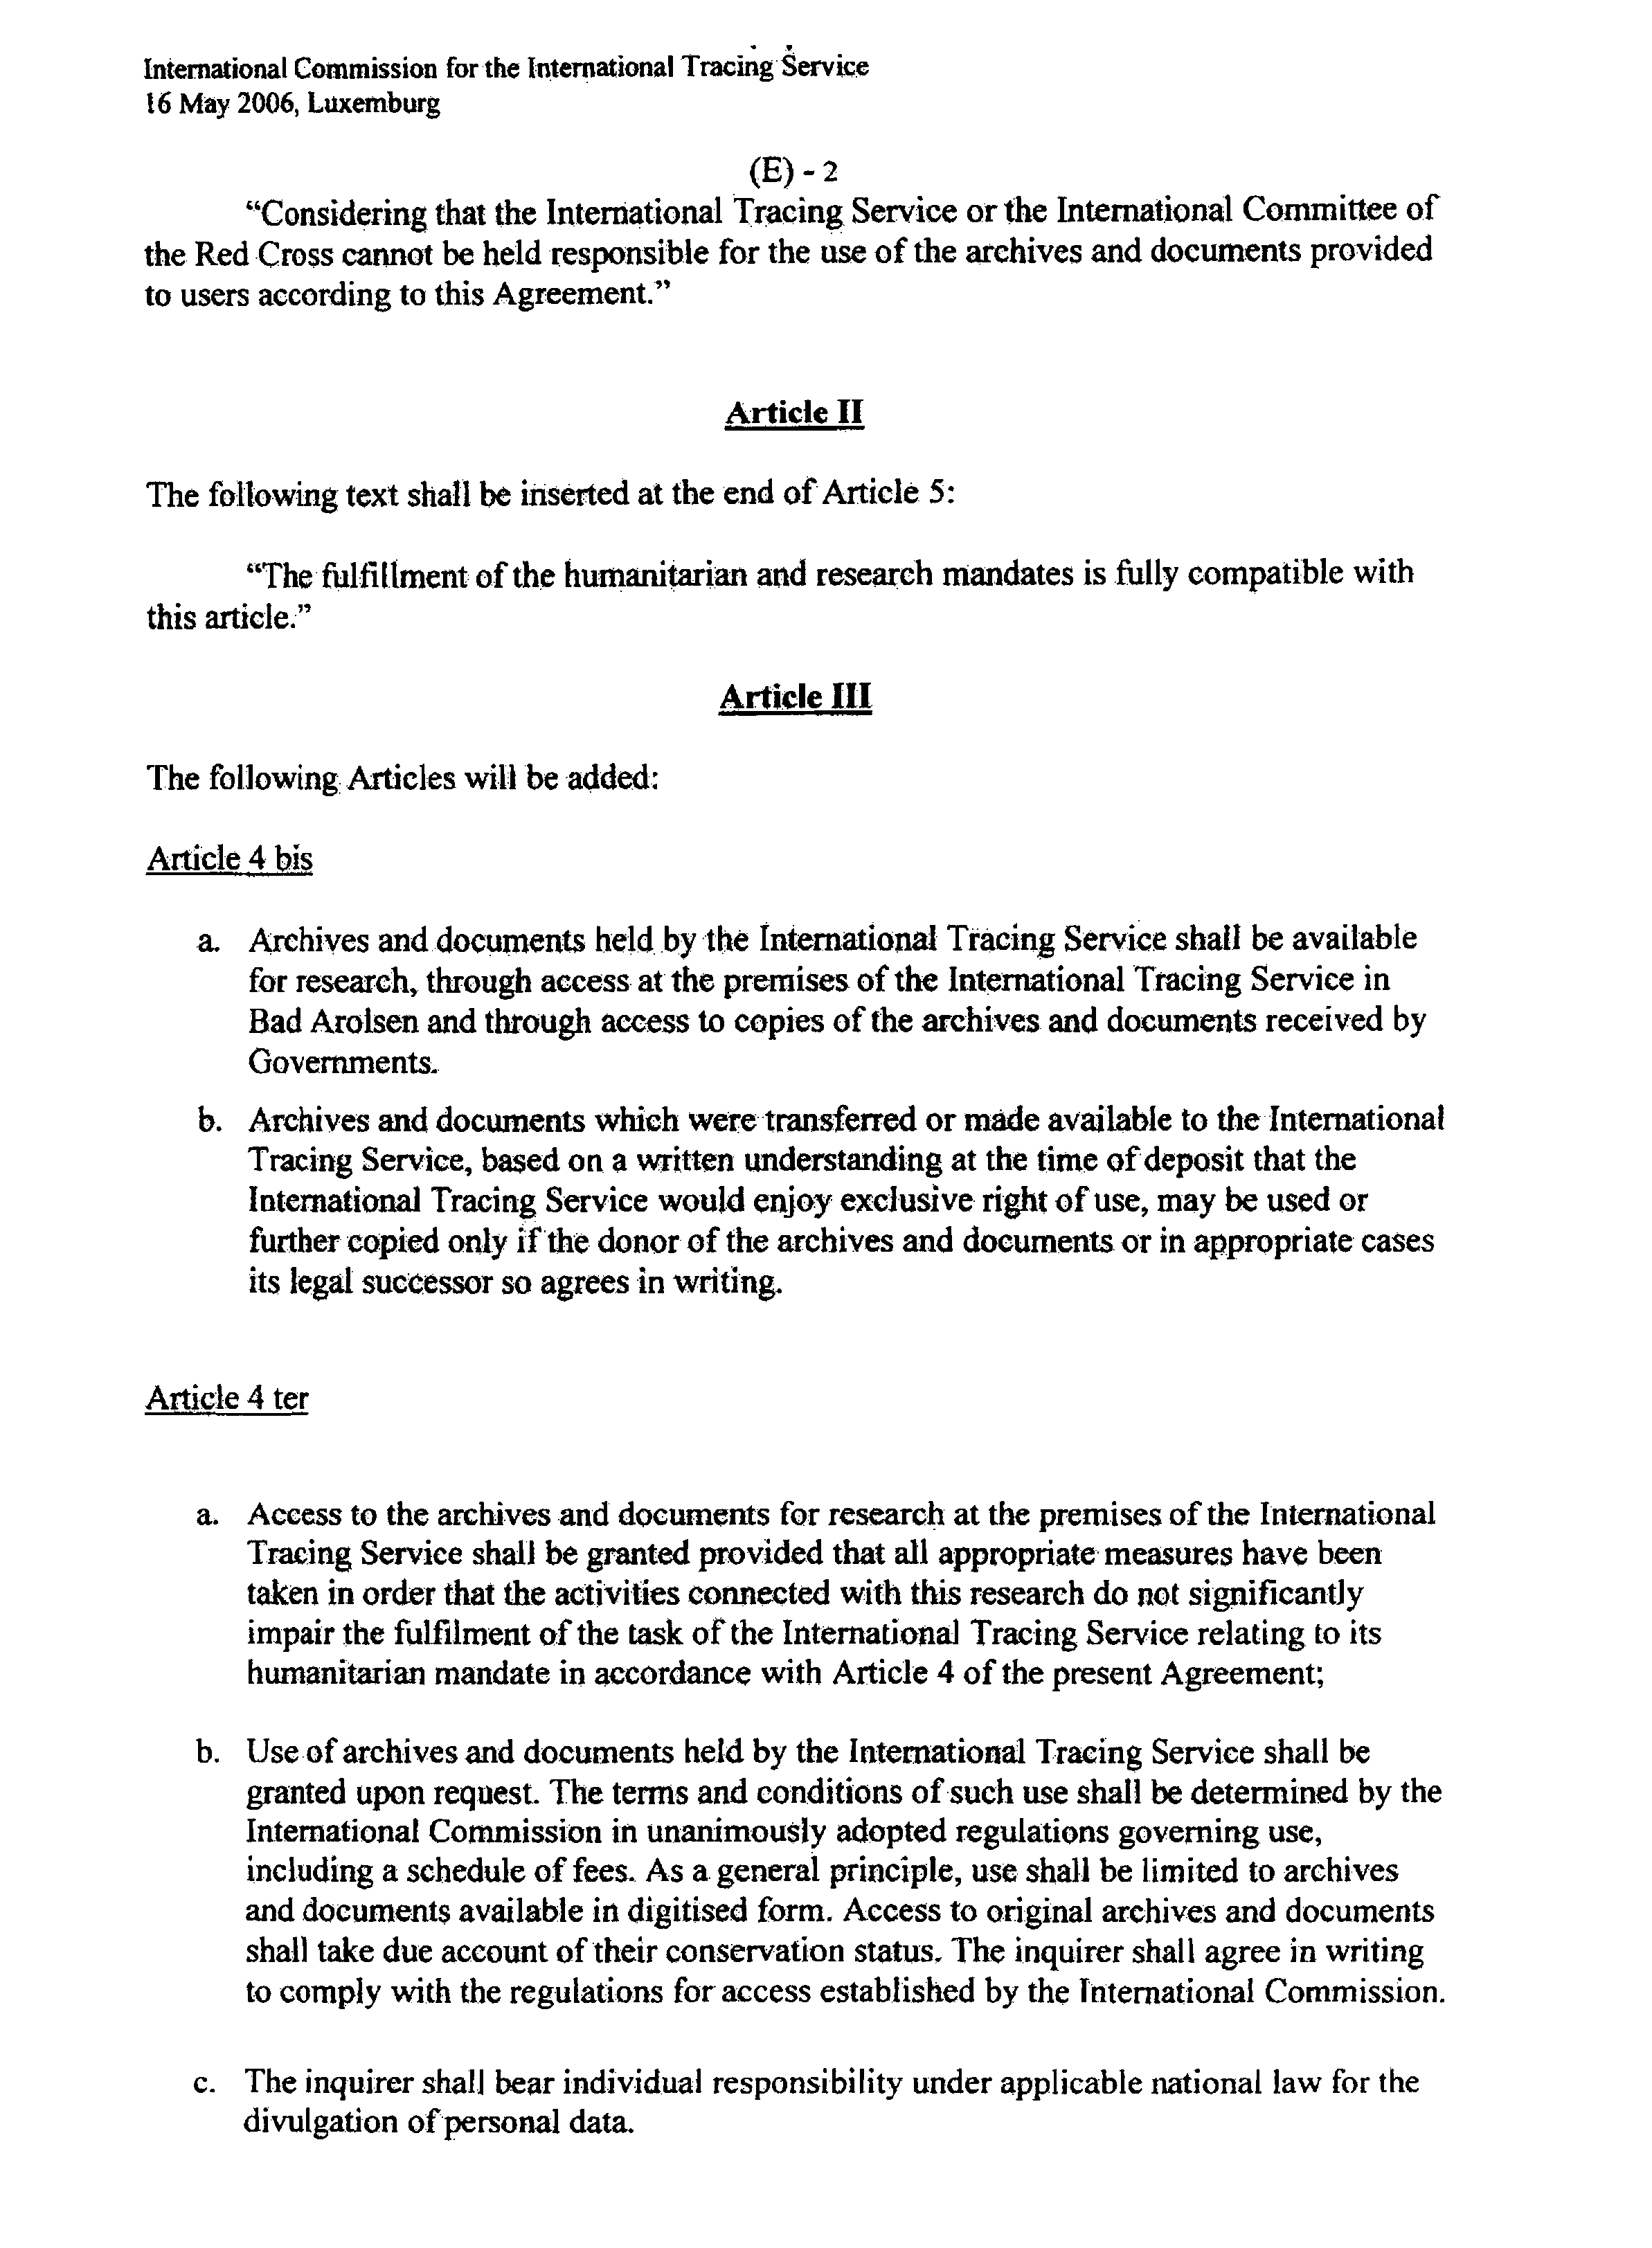 International Commission for the International Tracing Service
16 May 2006, Luxemburg
(E) - 2
“Considering that the International Tracing Service or the International Committee of
the Red Cross cannot be held responsible for the use of the archives and documents provided
to users according to this Agreement.”
Article II
The following text shall be inserted at the end of Article 5:
“The fulfillment of the humanitarian and research mandates is fully compatible with
this article.”
Article III
The following Articles will be added:
Article 4 bis
a. Archives and documents held by the International Tracing Service shall be available
for research, through access at the premises of the International Tracing Service in
Bad Arolsen and through access to copies of the archives and documents received by
Governments.
b. Archives and documents which were transferred or made available to the International
Tracing Service, based on a written understanding at the time of deposit that the
International Tracing Service would enjoy exclusive right of use, may be used or
further copied only if the donor of the archives and documents or in appropriate cases
its legal successor so agrees in writing.
Article 4 ter
a. Access to the archives and documents for research at the premises of the International
Tracing Service shall be granted provided that all appropriate measures have been
taken in order that the activities connected with this research do not significantly
impair the fulfilment of the task of the International Tracing Service relating to its
humanitarian mandate in accordance with Article 4 of the present Agreement;
b. Use of archives and documents held by the International Tracing Service shall be
granted upon request. The terms and conditions of such use shall be determined by the
International Commission in unanimously adopted regulations governing use,
including a schedule of fees. As a general principle, use shall be limited to archives
and documents available in digitised form. Access to original archives and documents
shall take due account of their conservation status. The inquirer shall agree in writing
to comply with the regulations for access established by the International Commission.
c. The inquirer shall bear individual responsibility under applicable national law for the
divulgation of personal data.